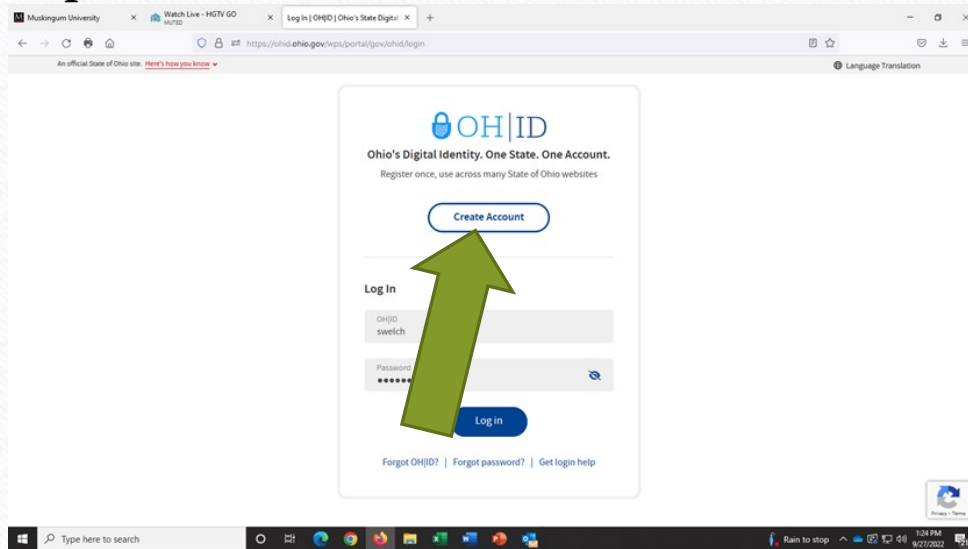 Muskingum University
Watch Live - HGTV GO
MUTED
Log In | OH|ID | Ohio's State Digital
https://ohid.ohio.gov/wps/portal/gov/ohid/login
An official State of Ohio site. Here's how you know
Language Translation
OH|ID
Ohio's Digital Identity. One State. One Account.
Register once, use across many State of Ohio websites
Create Account
Log In
OH|ID
swelch
Password
Log in
Forgot OH|ID? | Forgot password? | Get login help
Privacy - Terms
Type here to search
Rain to stop
1:24 PM
9/27/2022